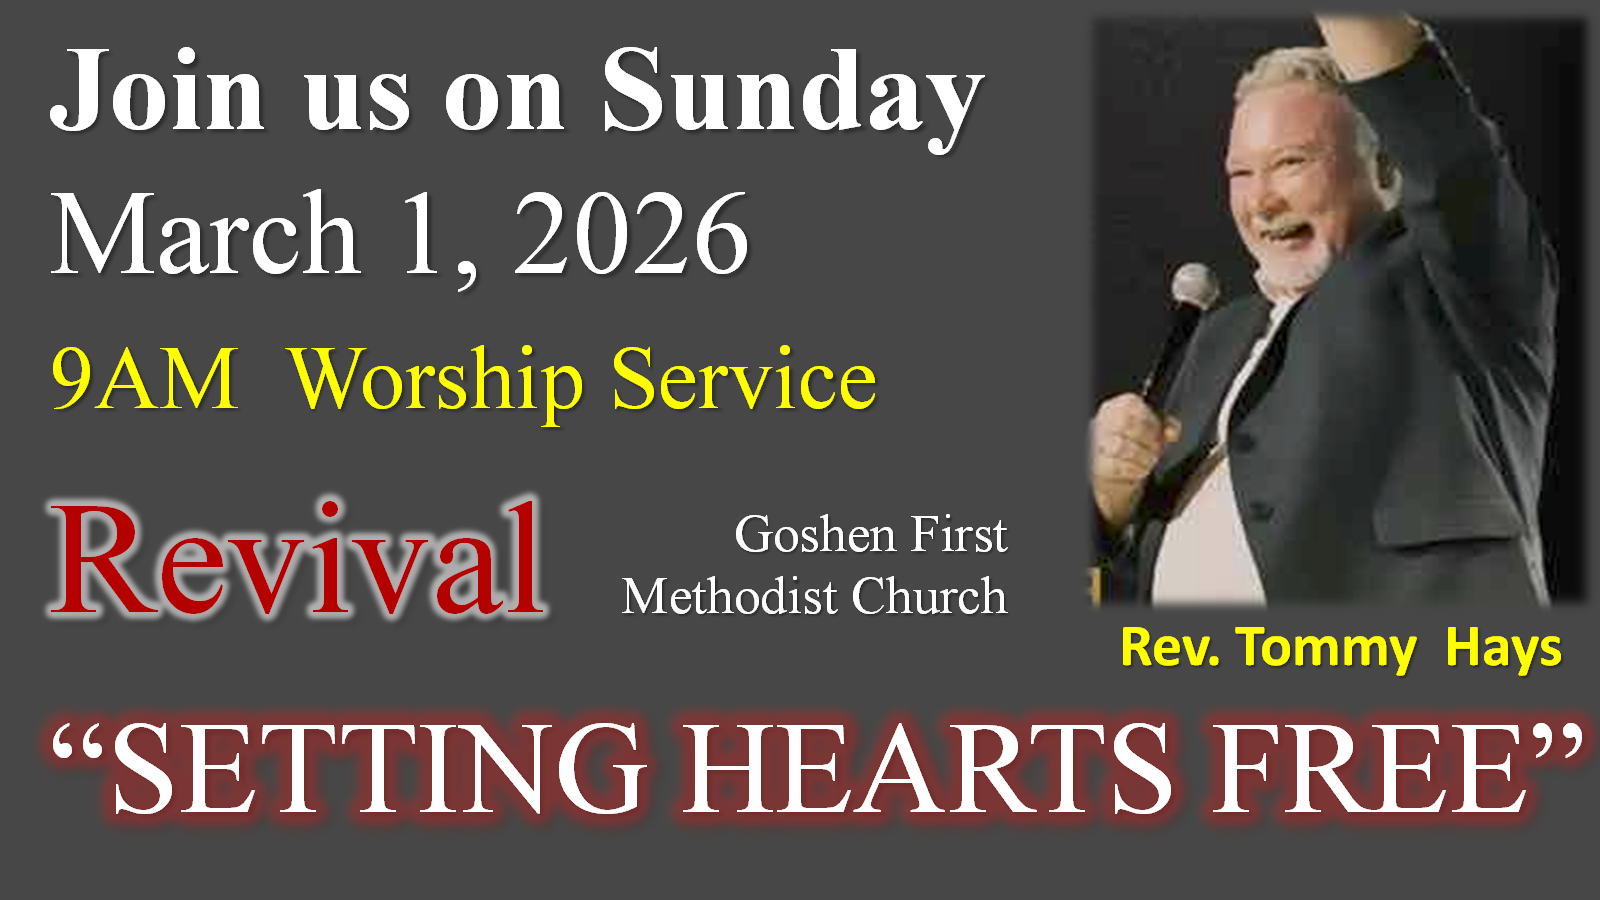 Join us on Sunday
March 1, 2026
9AM  Worship Service
Revival
Goshen First
Methodist Church
Rev. Tommy  Hays
“SETTING HEARTS FREE”